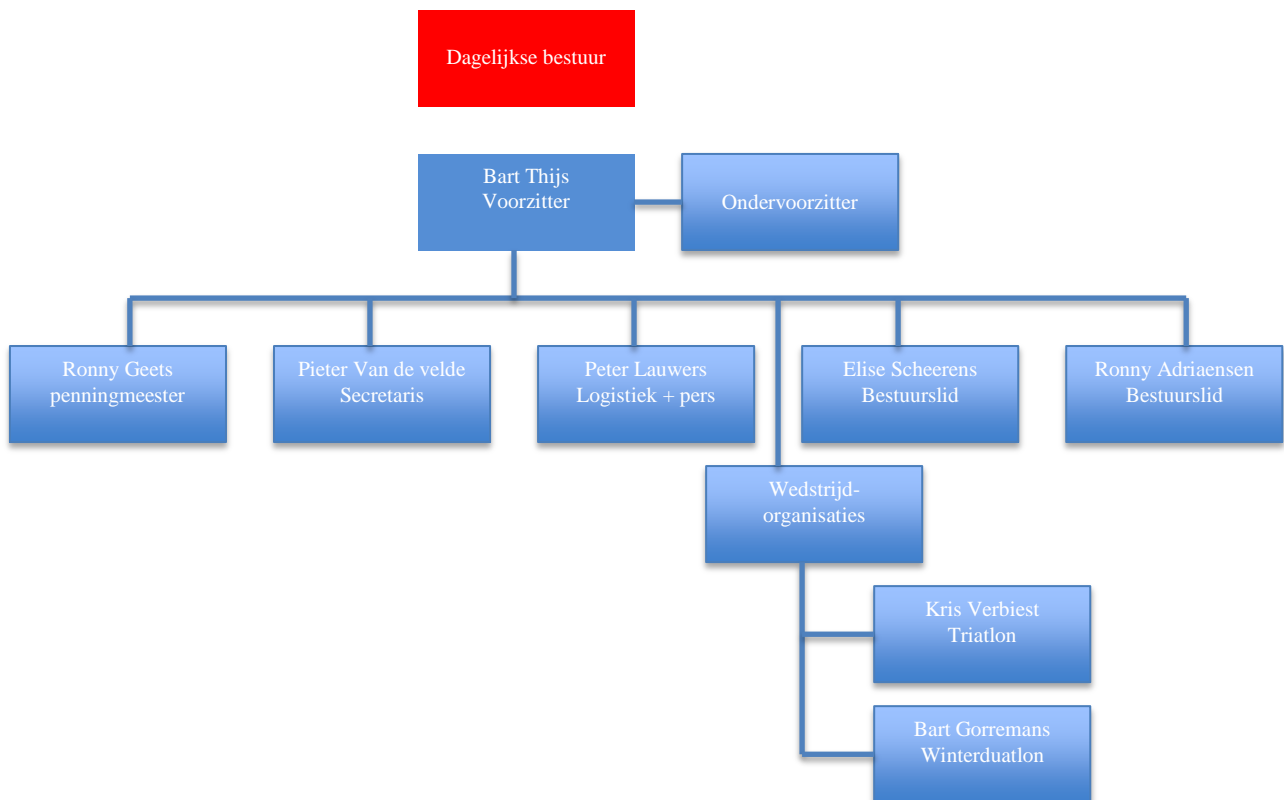 Dagelijkse bestuur
Bart Thijs
Voorzitter
Ondervoorzitter
Ronny Geets
penningmeester
Pieter Van de velde
Secretaris
Peter Lauwers
Logistiek + pers
Elise Scheerens
Bestuurslid
Ronny Adriaensen
Bestuurslid
Wedstrijd-
organisaties
Kris Verbiest
Triatlon
Bart Gorremans
Winterduatlon